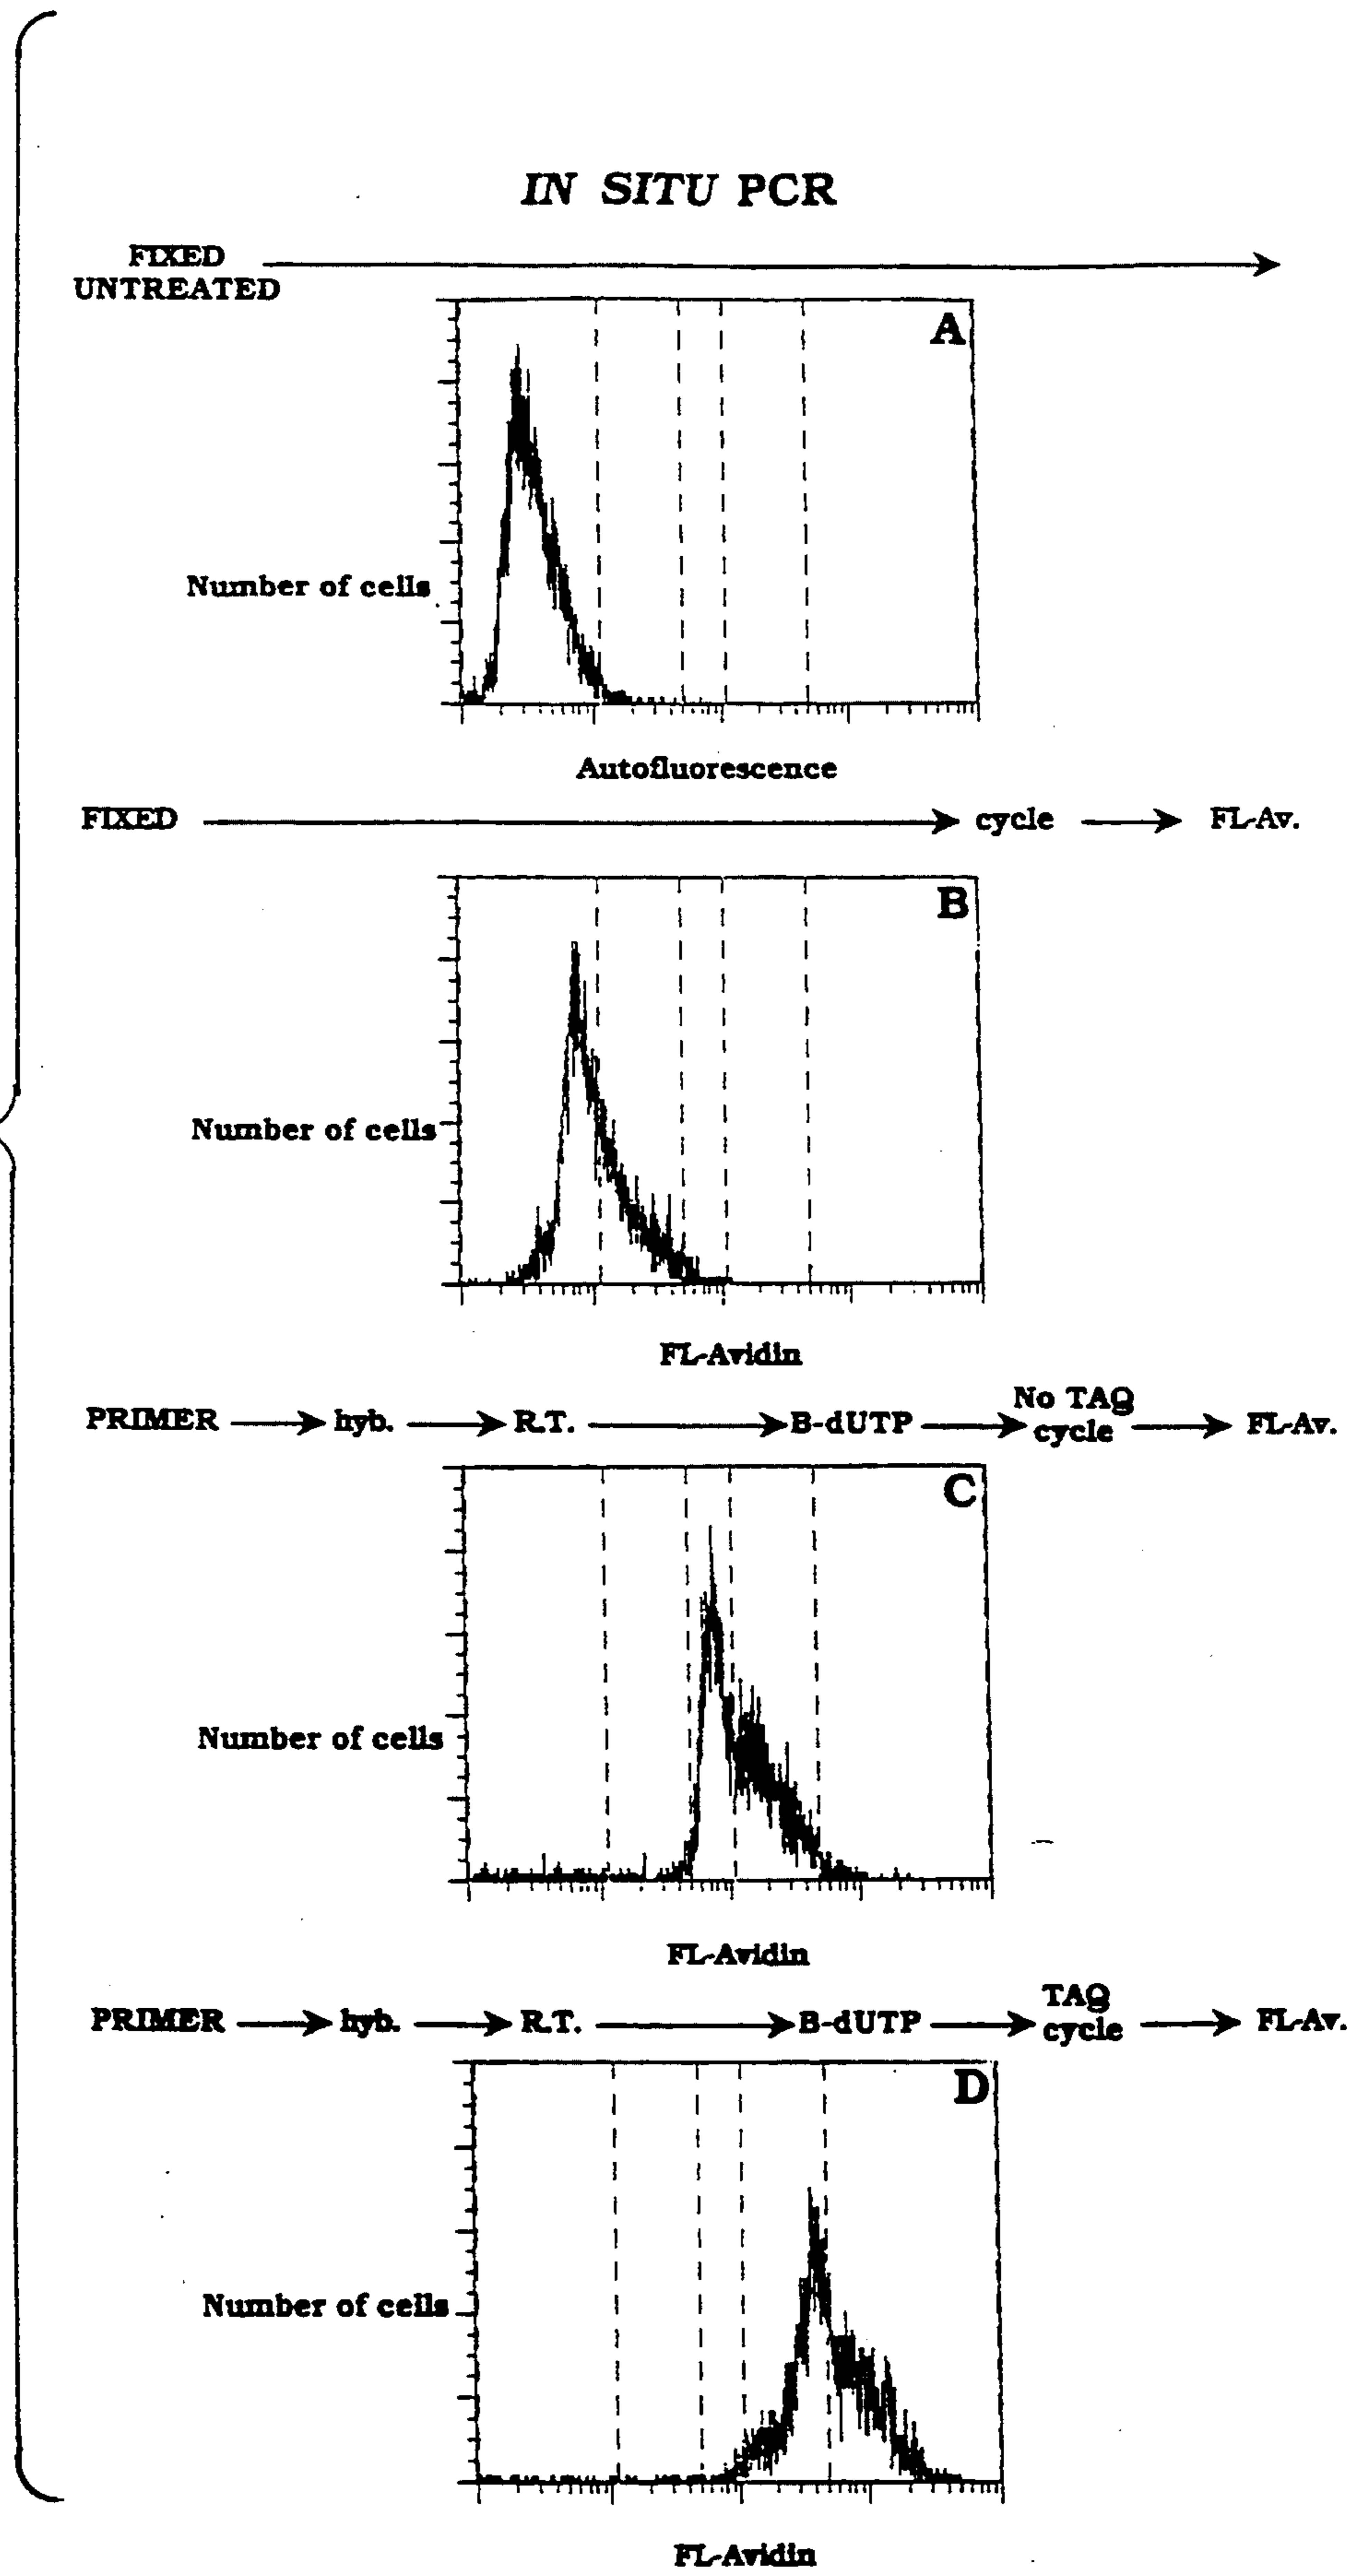 IN SITU PCR
FIXED
UNTREATED
A
Number of cells
Autofluorescence
FIXED cycle FL-Av.
B
Number of cells
FL-Avidin
PRIMER hyb. R.T. B-dUTP No TAQ cycle FL-Av.
C
Number of cells
FL-Avidin
PRIMER hyb. R.T. B-dUTP TAQ cycle FL-Av.
D
Number of cells
FL-Avidin